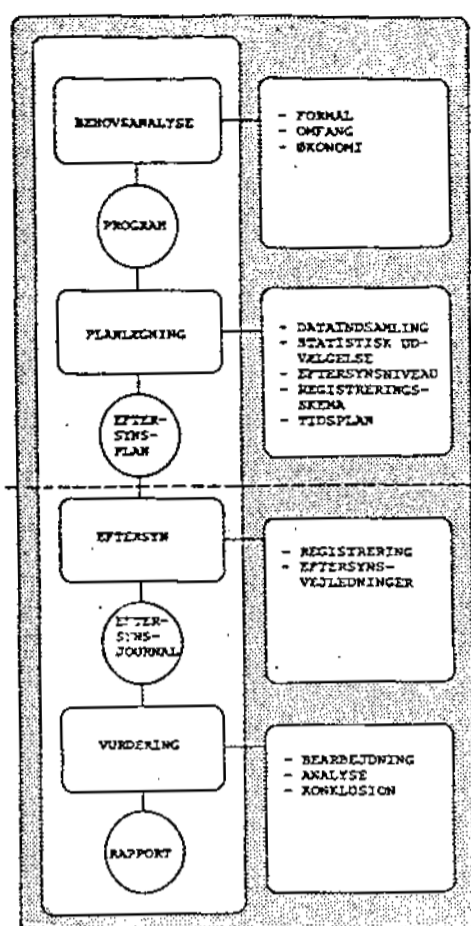 BEHOVSANALYSE
- FORMÅL
- OMFANG
- ØKONOMI
PROGRAM
PLANLEGNING
- DATAINDSAMLING
- STATISTISK UD-
VÆLGELSE
- EFTERSYNSNIVEAU
- REGISTRERINGS-
SKEMA
- TIDSPLAN
EFTER-
SYNS-
PLAN
EFTERSYN
- REGISTRERING
- EFTERSYNS-
VEJLEDNINGER
EFTER-
SYNS-
JOURNAL
VURDERING
- BEARBEJDNING
- ANALYSE
- KONKLUSION
RAPPORT